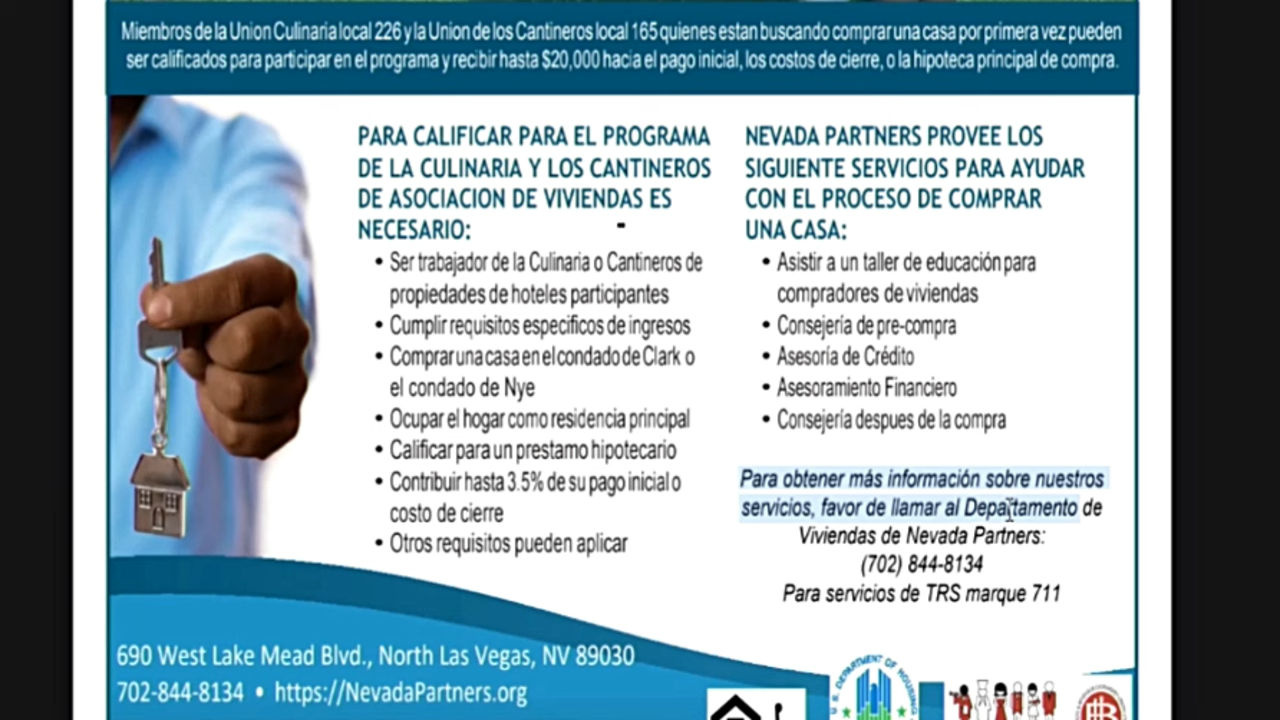 Miembros de la Union Culinaria local 226 y la Union de los Cantineros local 165 quienes estan buscando comprar una casa por primera vez pueden
ser calificados para participar en el programa y recibir hasta $20,000 hacia el pago inicial, los costos de cierre, o la hipoteca principal de compra.
PARA CALIFICAR PARA EL PROGRAMA
DE LA CULINARIA Y LOS CANTINEROS
DE ASOCIACION DE VIVIENDAS ES
NECESARIO:
• Ser trabajador de la Culinaria o Cantineros de
propiedades de hoteles participantes
• Cumplir requisitos especificos de ingresos
• Comprar una casa en el condado de Clark o
el condado de Nye
• Ocupar el hogar como residencia principal
• Calificar para un prestamo hipotecario
• Contribuir hasta 3.5% de su pago inicial o
costo de cierre
• Otros requisitos pueden aplicar
NEVADA PARTNERS PROVEE LOS
SIGUIENTE SERVICIOS PARA AYUDAR
CON EL PROCESO DE COMPRAR
UNA CASA:
• Asistir a un taller de educación para
compradores de viviendas
• Consejería de pre-compra
• Asesoría de Crédito
• Asesoramiento Financiero
• Consejería despues de la compra
Para obtener más información sobre nuestros
servicios, favor de llamar al Departamento de
Viviendas de Nevada Partners:
(702) 844-8134
Para servicios de TRS marque 711
690 West Lake Mead Blvd., North Las Vegas, NV 89030
702-844-8134 • https://NevadaPartners.org
U.S. DEPARTMENT OF HOUSING